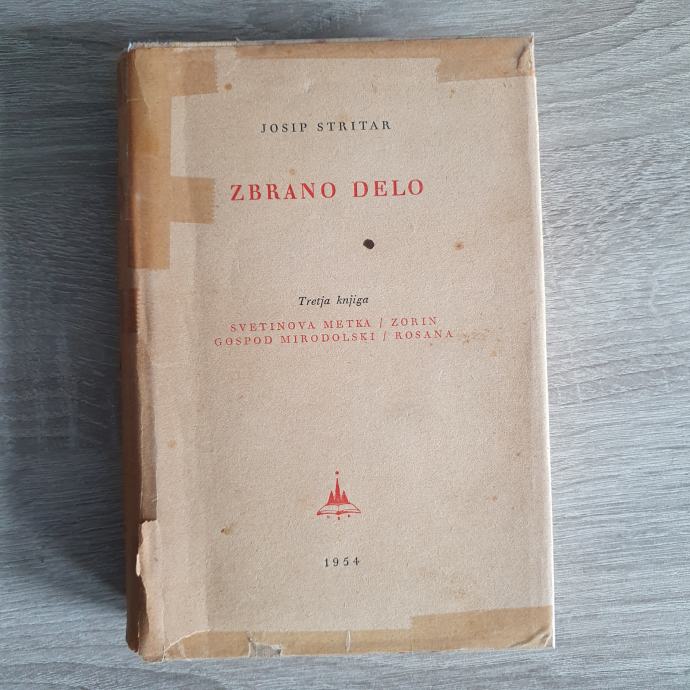 JOSIP STRITAR
ZBRANO DELO
Tretja knjiga
SVETINOVA METKA / ZORIN
GOSPOD MIRODOLSKI / ROSANA
1954